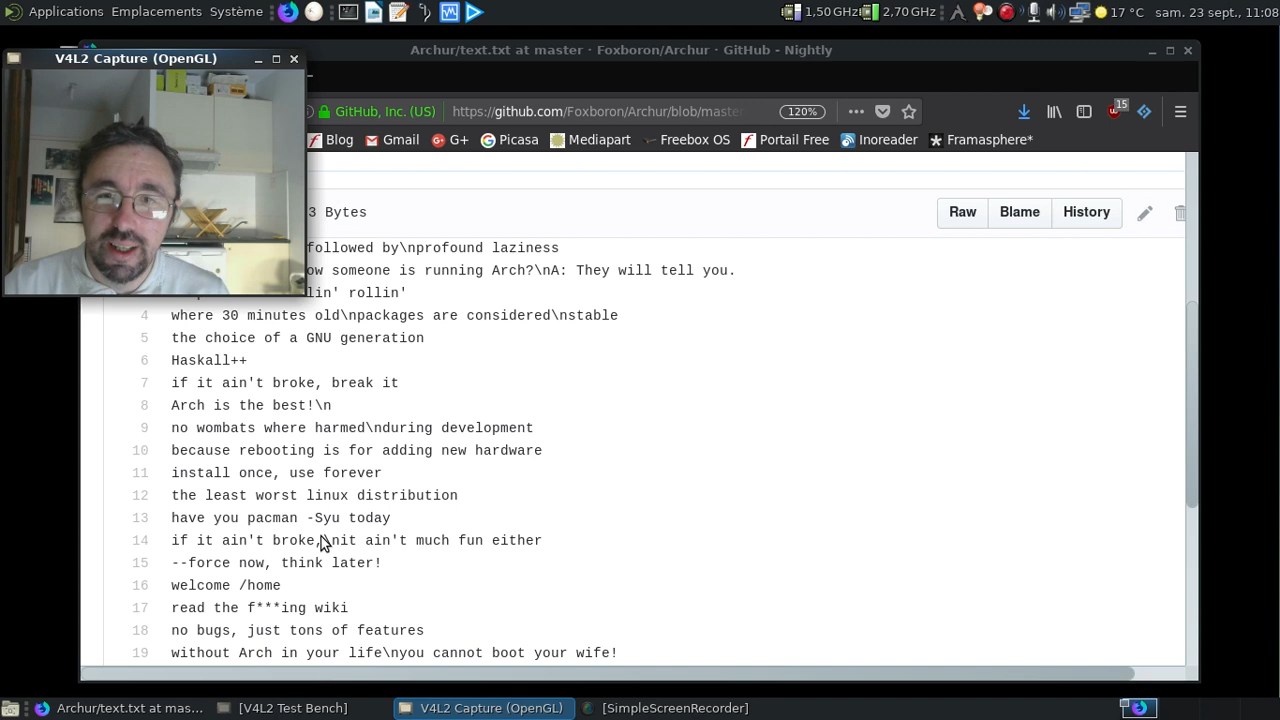 Applications Emplacements Système
1,50 GHz 2,70 GHz 17 °C sam. 23 sept., 11:08
Archur/text.txt at master · Foxboron/Archur · GitHub - Nightly
V4L2 Capture (OpenGL)
GitHub, Inc. (US) https://github.com/Foxboron/Archur/blob/maste 120% 15
Blog Gmail G+ Picasa Mediapart Freebox OS Portail Free Inoreader Framasphere*
3 Bytes Raw Blame History
followed by\nprofound laziness
ow someone is running Arch?\nA: They will tell you.
lin' rollin'
4 where 30 minutes old\npackages are considered\nstable
5 the choice of a GNU generation
6 Haskall++
7 if it ain't broke, break it
8 Arch is the best!\n
9 no wombats where harmed\nduring development
10 because rebooting is for adding new hardware
11 install once, use forever
12 the least worst linux distribution
13 have you pacman -Syu today
14 if it ain't broke,\nit ain't much fun either
15 --force now, think later!
16 welcome /home
17 read the f***ing wiki
18 no bugs, just tons of features
19 without Arch in your life\nyou cannot boot your wife!
Archur/text.txt at mas... [V4L2 Test Bench] V4L2 Capture (OpenGL) [SimpleScreenRecorder]